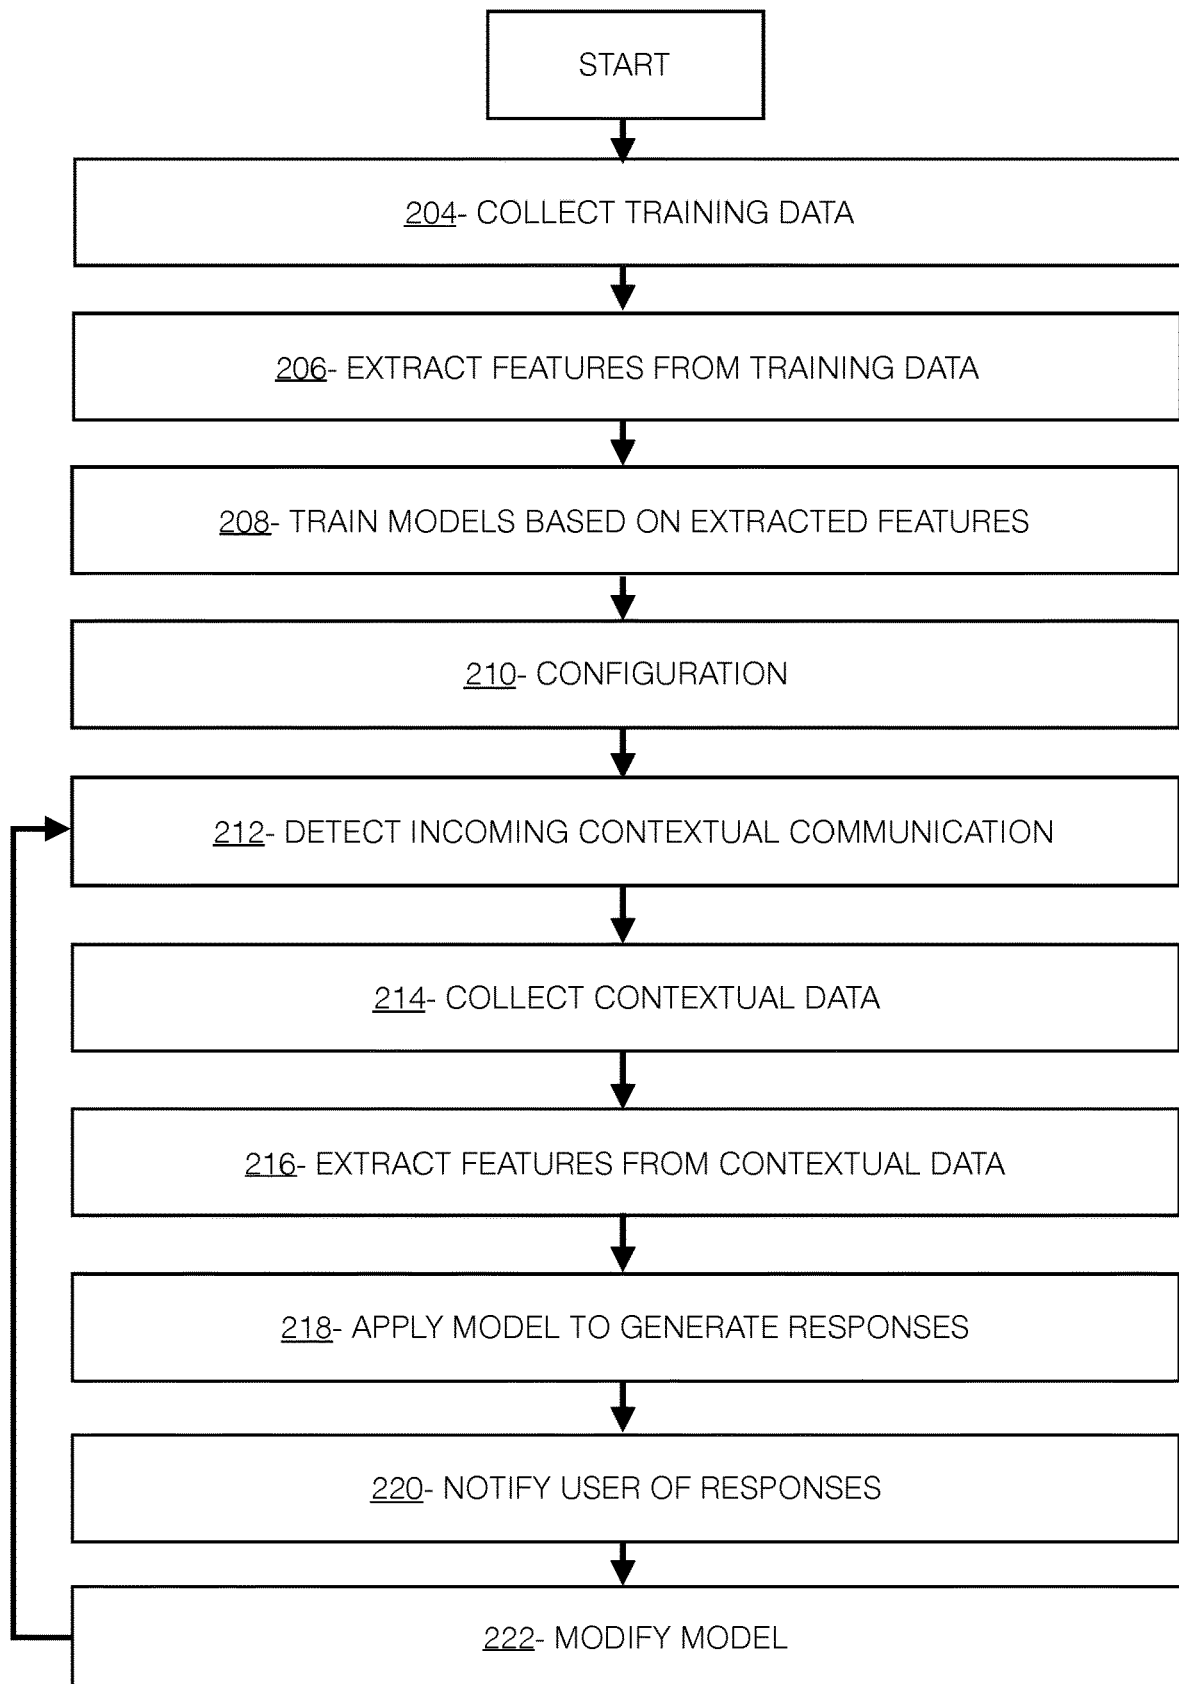 START
204- COLLECT TRAINING DATA
206- EXTRACT FEATURES FROM TRAINING DATA
208- TRAIN MODELS BASED ON EXTRACTED FEATURES
210- CONFIGURATION
212- DETECT INCOMING CONTEXTUAL COMMUNICATION
214- COLLECT CONTEXTUAL DATA
216- EXTRACT FEATURES FROM CONTEXTUAL DATA
218- APPLY MODEL TO GENERATE RESPONSES
220- NOTIFY USER OF RESPONSES
222- MODIFY MODEL